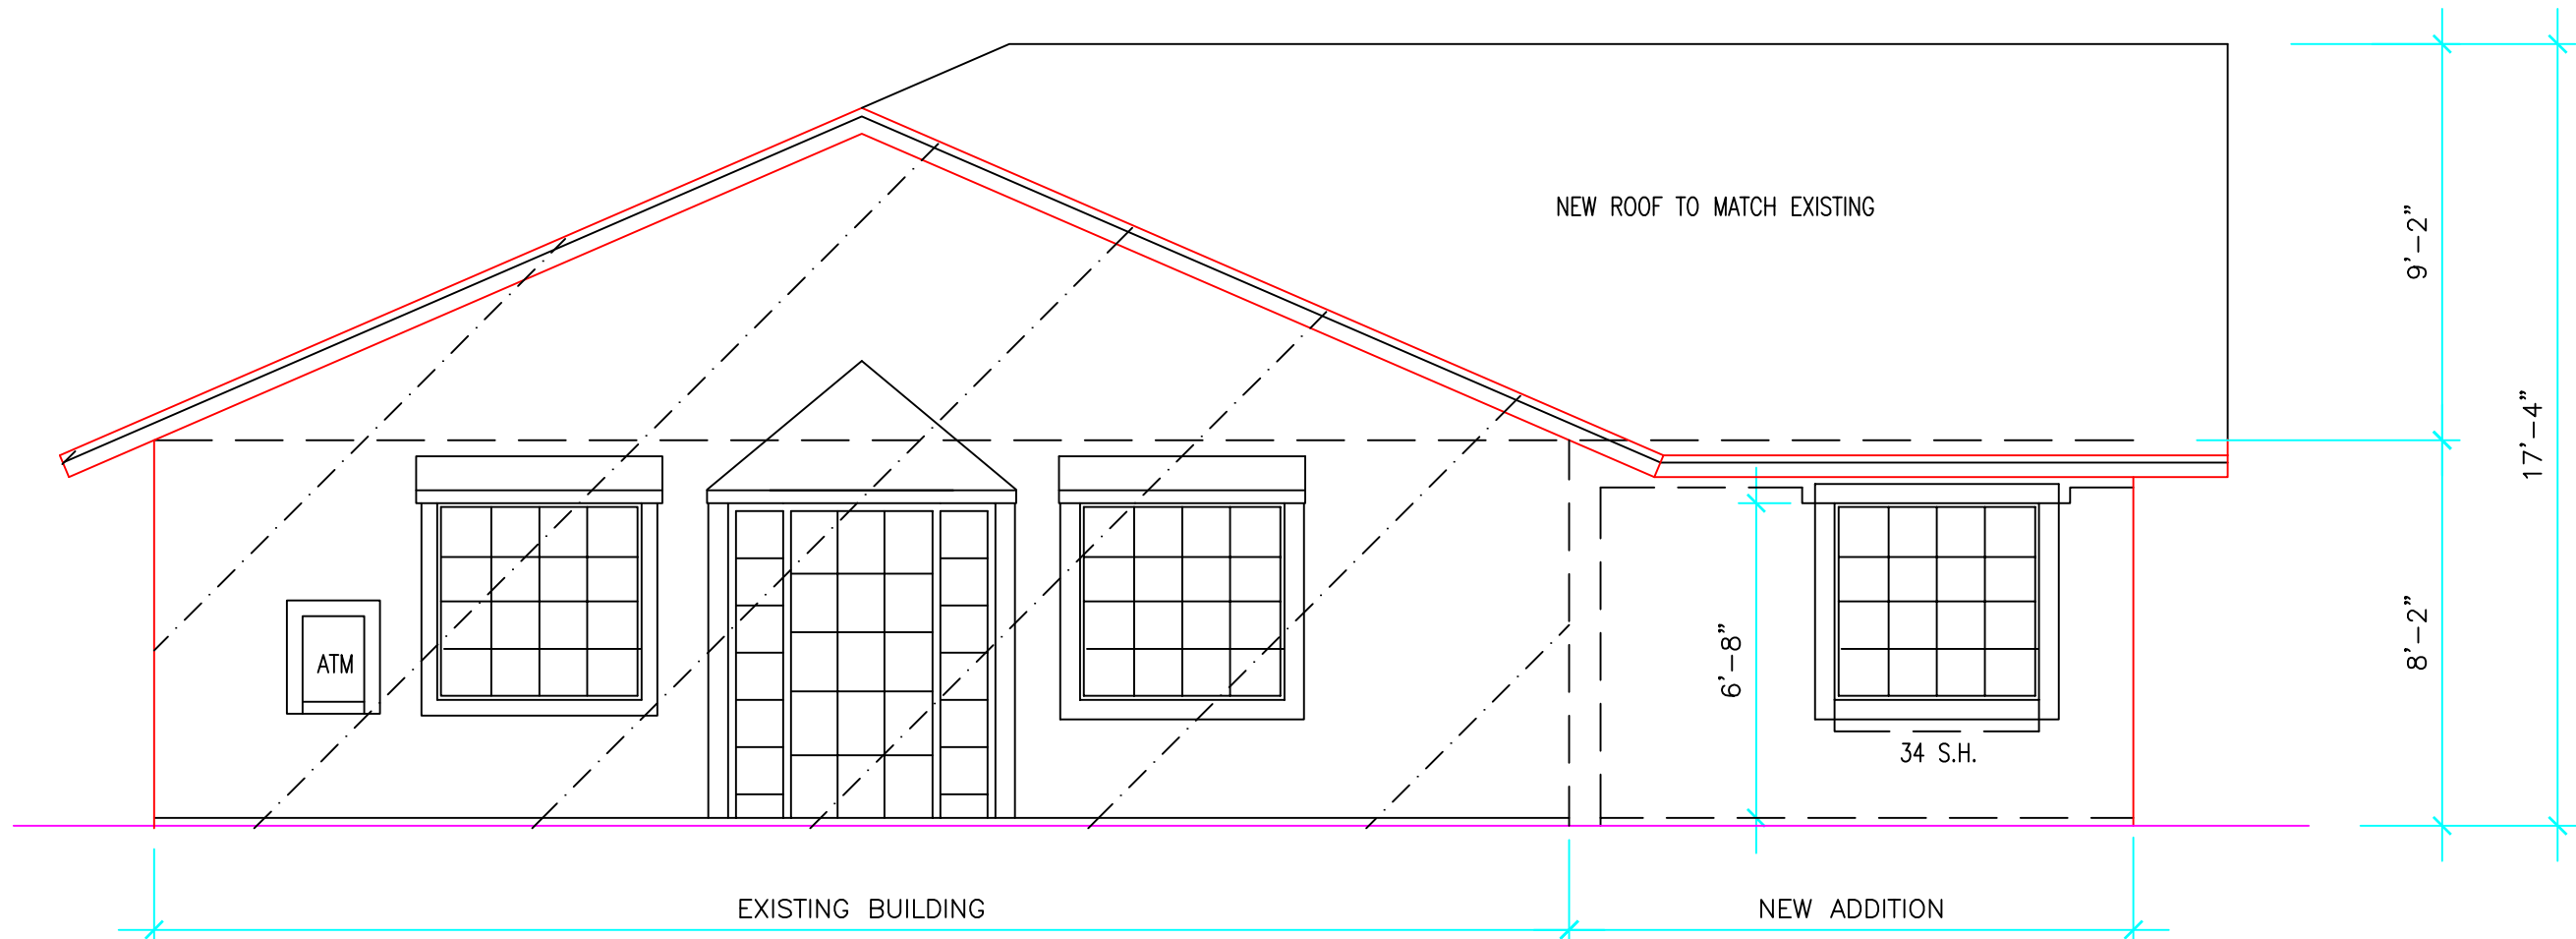 NEW ROOF TO MATCH EXISTING
9'-2"
17'-4"
8'-2"
6'-8"
ATM
34 S.H.
EXISTING BUILDING
NEW ADDITION